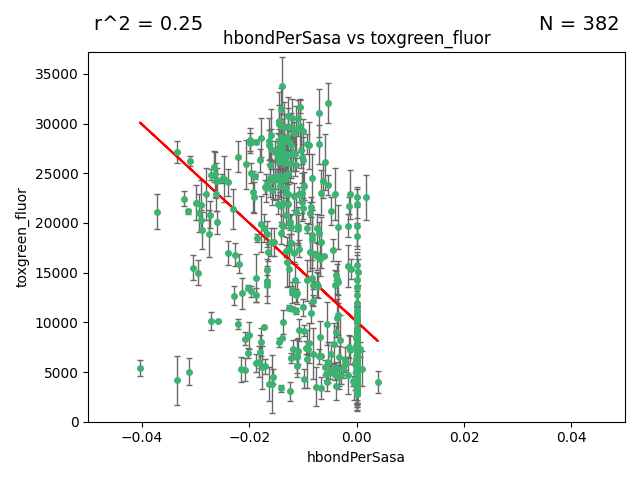 r^2 = 0.25
N = 382
hbondPerSasa vs toxgreen_fluor
35000
30000
25000
20000
15000
10000
5000
0
toxgreen_fluor
−0.04
−0.02
0.00
0.02
0.04
hbondPerSasa